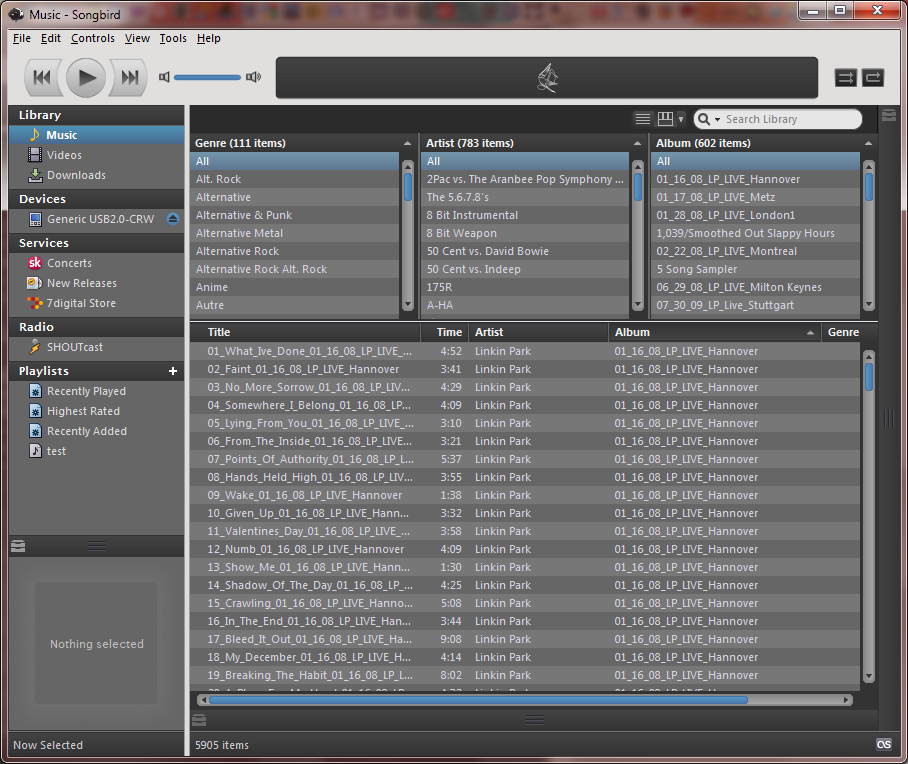 Music - Songbird
File Edit Controls View Tools Help
Search Library
Library
Music
Videos
Downloads
Devices
Generic USB2.0-CRW
Services
sk Concerts
New Releases
7digital Store
Radio
SHOUTcast
Playlists +
Recently Played
Highest Rated
Recently Added
test
Nothing selected
Now Selected
Genre (111 items)
All
Alt. Rock
Alternative
Alternative & Punk
Alternative Metal
Alternative Rock
Alternative Rock Alt. Rock
Anime
Autre
Artist (783 items)
All
2Pac vs. The Aranbee Pop Symphony ...
The 5.6.7.8's
8 Bit Instrumental
8 Bit Weapon
50 Cent vs. David Bowie
50 Cent vs. Indeep
175R
A-HA
Album (602 items)
All
01_16_08_LP_LIVE_Hannover
01_17_08_LP_LIVE_Metz
01_28_08_LP_LIVE_London1
1,039/Smoothed Out Slappy Hours
02_22_08_LP_LIVE_Montreal
5 Song Sampler
06_29_08_LP_LIVE_Milton Keynes
07_30_09_LP_Live_Stuttgart
Title Time Artist Album Genre
01_What_Ive_Done_01_16_08_LP_LIVE_... 4:52 Linkin Park 01_16_08_LP_LIVE_Hannover
02_Faint_01_16_08_LP_LIVE_Hannover 3:41 Linkin Park 01_16_08_LP_LIVE_Hannover
03_No_More_Sorrow_01_16_08_LP_LIV... 4:29 Linkin Park 01_16_08_LP_LIVE_Hannover
04_Somewhere_I_Belong_01_16_08_LP... 4:09 Linkin Park 01_16_08_LP_LIVE_Hannover
05_Lying_From_You_01_16_08_LP_LIVE... 3:10 Linkin Park 01_16_08_LP_LIVE_Hannover
06_From_The_Inside_01_16_08_LP_LIVE... 3:21 Linkin Park 01_16_08_LP_LIVE_Hannover
07_Points_Of_Authority_01_16_08_LP_L... 5:37 Linkin Park 01_16_08_LP_LIVE_Hannover
08_Hands_Held_High_01_16_08_LP_LIVE... 3:55 Linkin Park 01_16_08_LP_LIVE_Hannover
09_Wake_01_16_08_LP_LIVE_Hannover 1:38 Linkin Park 01_16_08_LP_LIVE_Hannover
10_Given_Up_01_16_08_LP_LIVE_Hann... 3:32 Linkin Park 01_16_08_LP_LIVE_Hannover
11_Valentines_Day_01_16_08_LP_LIVE_... 3:58 Linkin Park 01_16_08_LP_LIVE_Hannover
12_Numb_01_16_08_LP_LIVE_Hannover 4:09 Linkin Park 01_16_08_LP_LIVE_Hannover
13_Show_Me_01_16_08_LP_LIVE_Hann... 1:30 Linkin Park 01_16_08_LP_LIVE_Hannover
14_Shadow_Of_The_Day_01_16_08_LP_... 4:25 Linkin Park 01_16_08_LP_LIVE_Hannover
15_Crawling_01_16_08_LP_LIVE_Hanno... 5:08 Linkin Park 01_16_08_LP_LIVE_Hannover
16_In_The_End_01_16_08_LP_LIVE_Han... 3:44 Linkin Park 01_16_08_LP_LIVE_Hannover
17_Bleed_It_Out_01_16_08_LP_LIVE_Ha... 9:08 Linkin Park 01_16_08_LP_LIVE_Hannover
18_My_December_01_16_08_LP_LIVE_H... 4:14 Linkin Park 01_16_08_LP_LIVE_Hannover
19_Breaking_The_Habit_01_16_08_LP_L... 8:02 Linkin Park 01_16_08_LP_LIVE_Hannover
5905 items